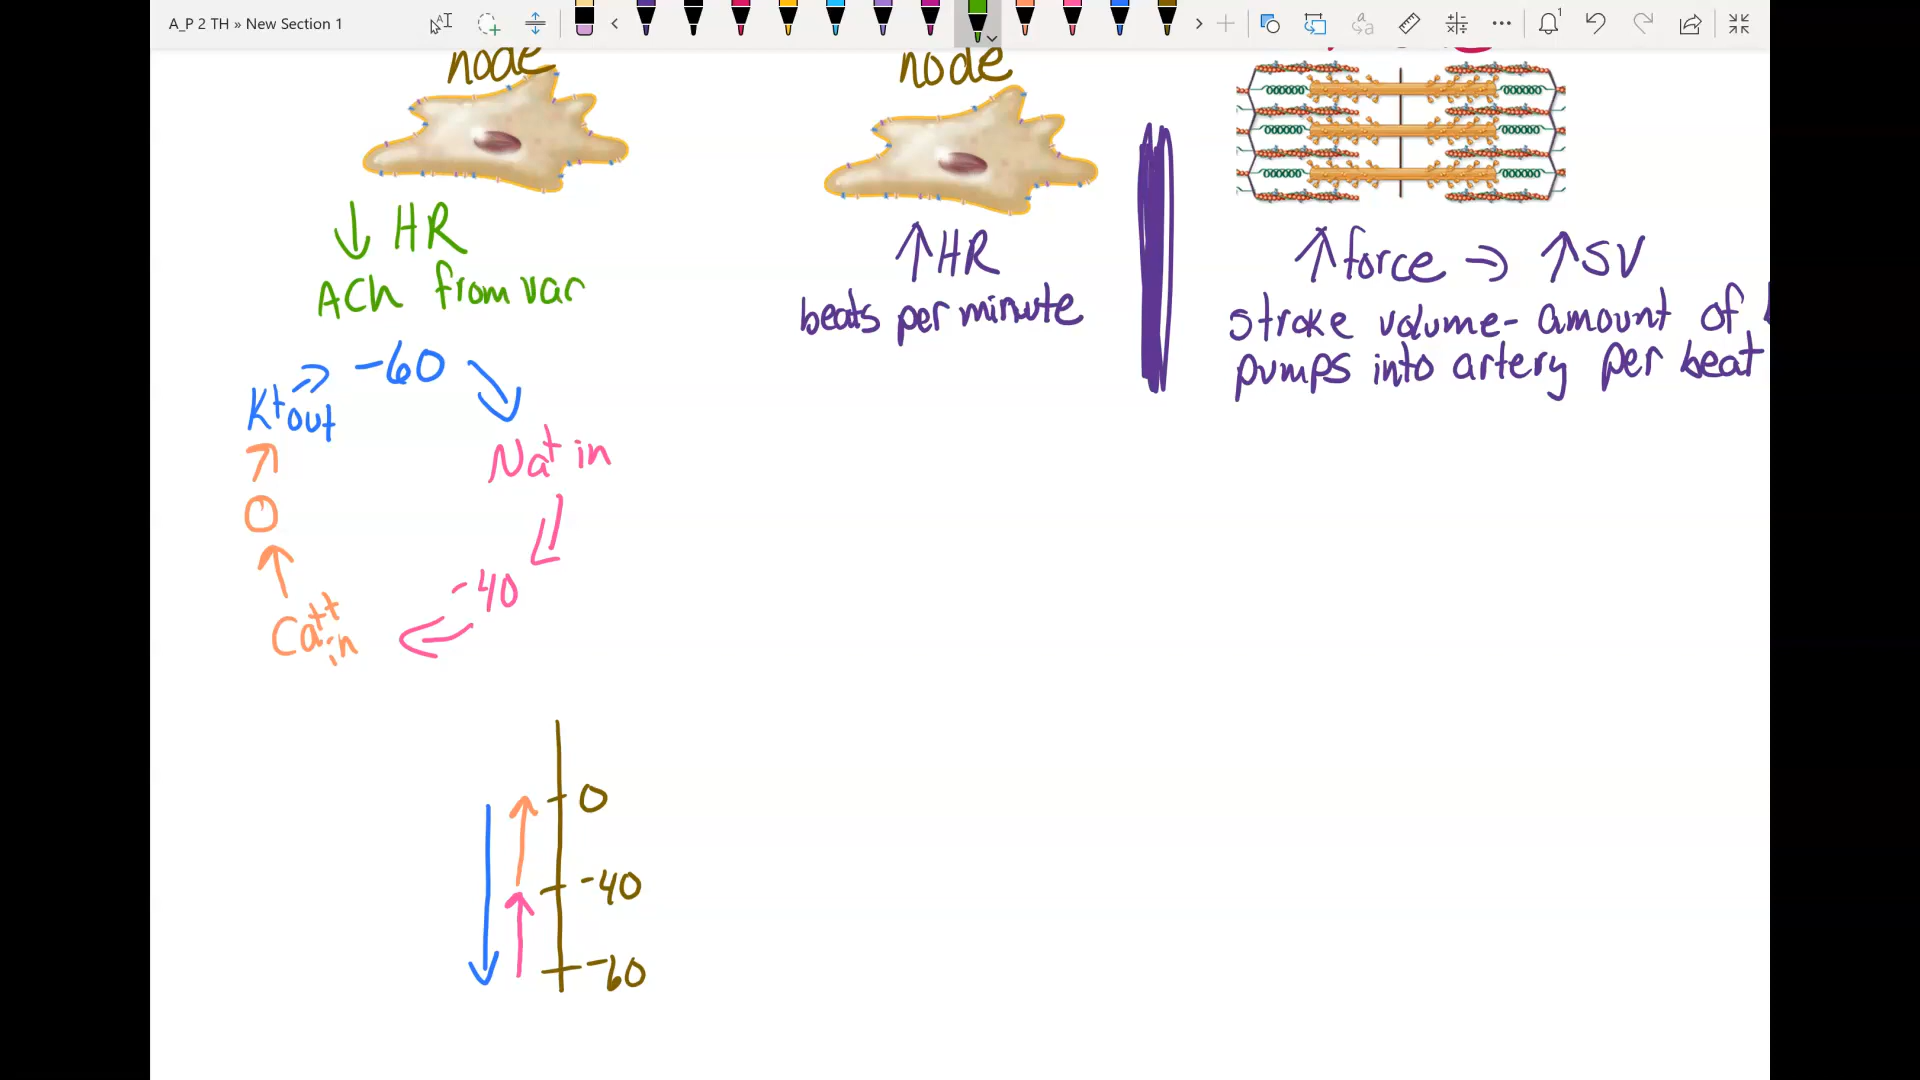 A_P 2 TH » New Section 1
node
node
↓ HR
ACh from var
↑HR
beats per minute
↑force → ↑SV
stroke volume- amount of
pumps into artery per beat
K+ out → -60
Na+ in
-40
Ca++ in
0
0
-40
-60